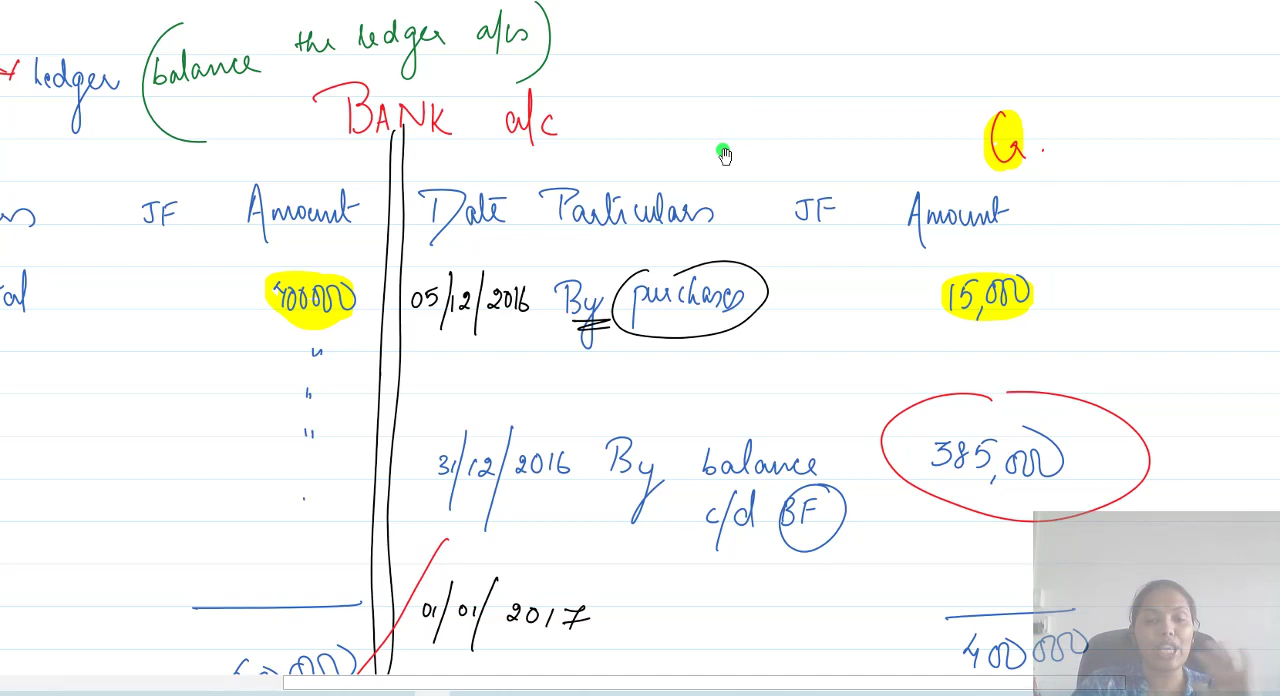 the ledger a/cs
ledger (balance
BANK a/c
Cr.
JF Amount Date Particulars JF Amount
400000 05/12/2016 By purchases 15,000
"
"
"
31/12/2016 By balance 385,000
c/d BF
01/01/2017
400000